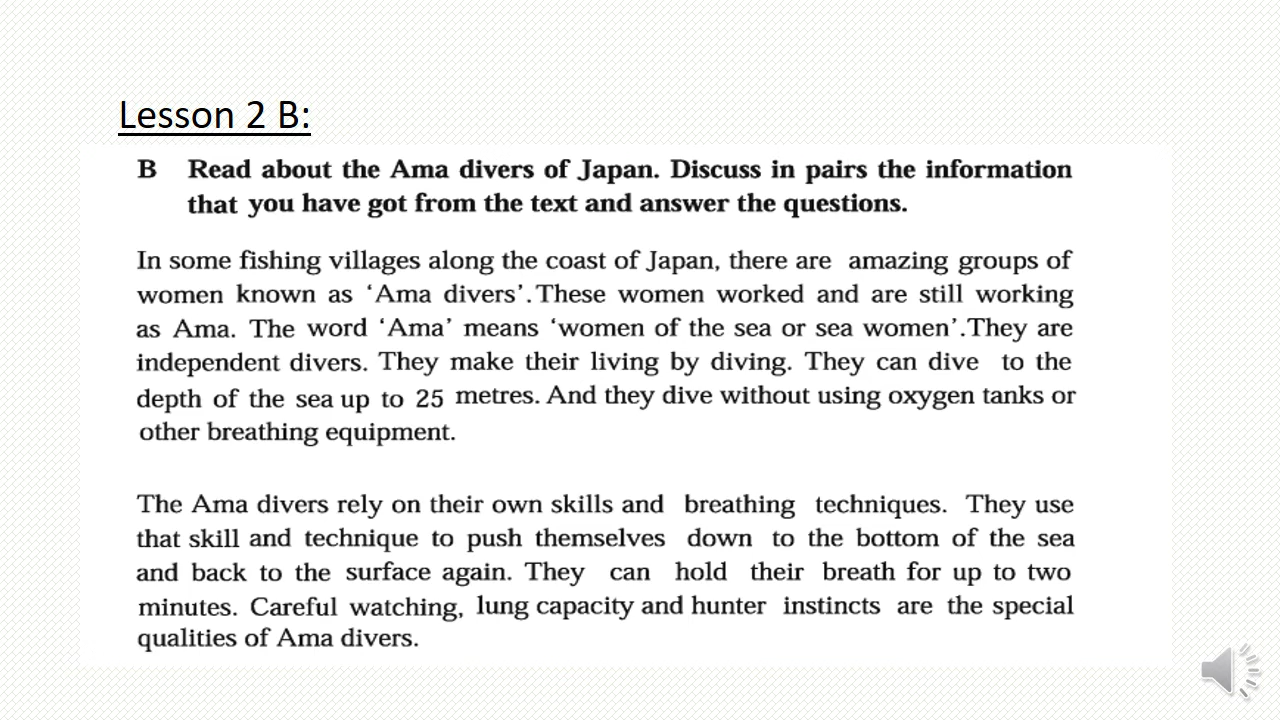 Lesson 2 B:
B Read about the Ama divers of Japan. Discuss in pairs the information
that you have got from the text and answer the questions.
In some fishing villages along the coast of Japan, there are amazing groups of
women known as ‘Ama divers’. These women worked and are still working
as Ama. The word ‘Ama’ means ‘women of the sea or sea women’. They are
independent divers. They make their living by diving. They can dive to the
depth of the sea up to 25 metres. And they dive without using oxygen tanks or
other breathing equipment.
The Ama divers rely on their own skills and breathing techniques. They use
that skill and technique to push themselves down to the bottom of the sea
and back to the surface again. They can hold their breath for up to two
minutes. Careful watching, lung capacity and hunter instincts are the special
qualities of Ama divers.